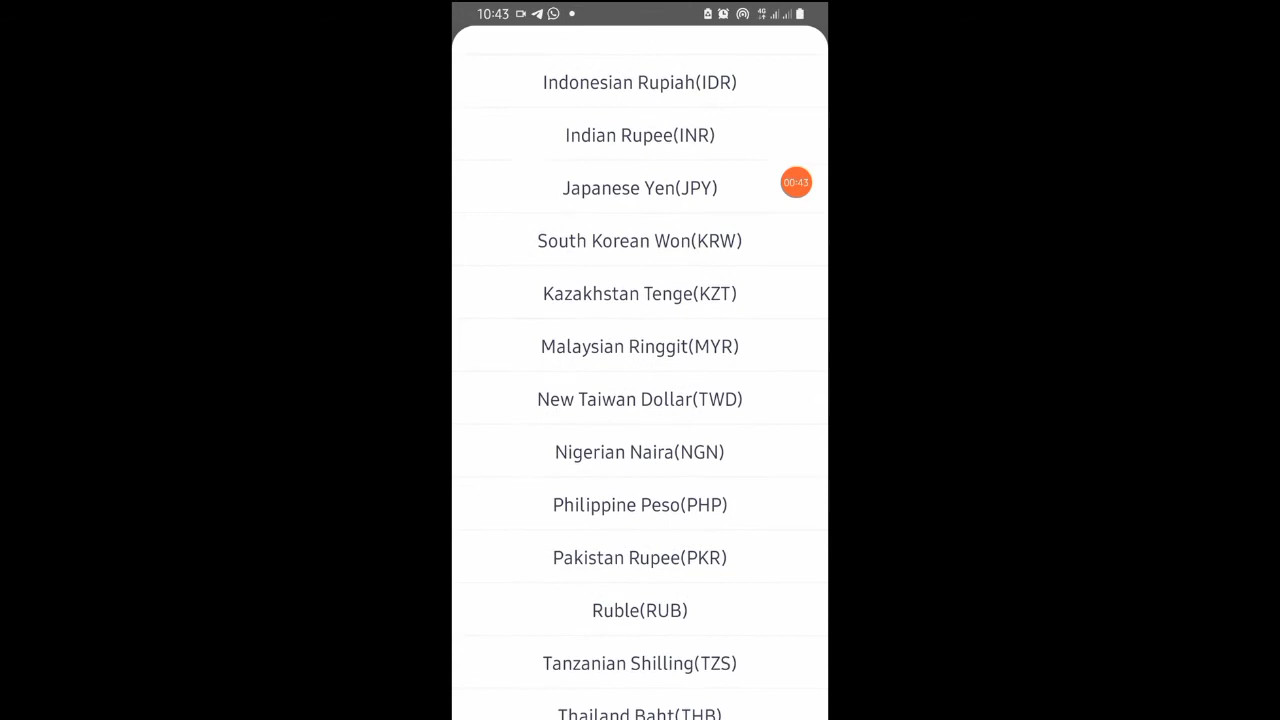 10:43
4G
Indonesian Rupiah(IDR)
Indian Rupee(INR)
Japanese Yen(JPY)
00:43
South Korean Won(KRW)
Kazakhstan Tenge(KZT)
Malaysian Ringgit(MYR)
New Taiwan Dollar(TWD)
Nigerian Naira(NGN)
Philippine Peso(PHP)
Pakistan Rupee(PKR)
Ruble(RUB)
Tanzanian Shilling(TZS)
Thailand Baht(THB)